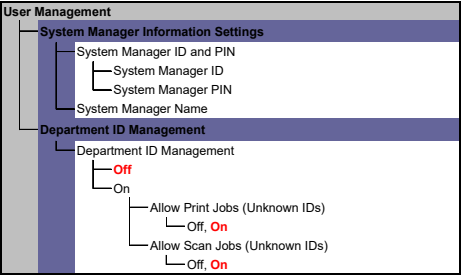 User Management
System Manager Information Settings
System Manager ID and PIN
System Manager ID
System Manager PIN
System Manager Name
Department ID Management
Department ID Management
Off
On
Allow Print Jobs (Unknown IDs)
Off, On
Allow Scan Jobs (Unknown IDs)
Off, On